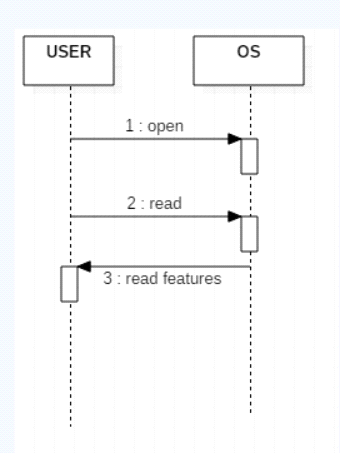 USER
OS
1 : open
2 : read
3 : read features